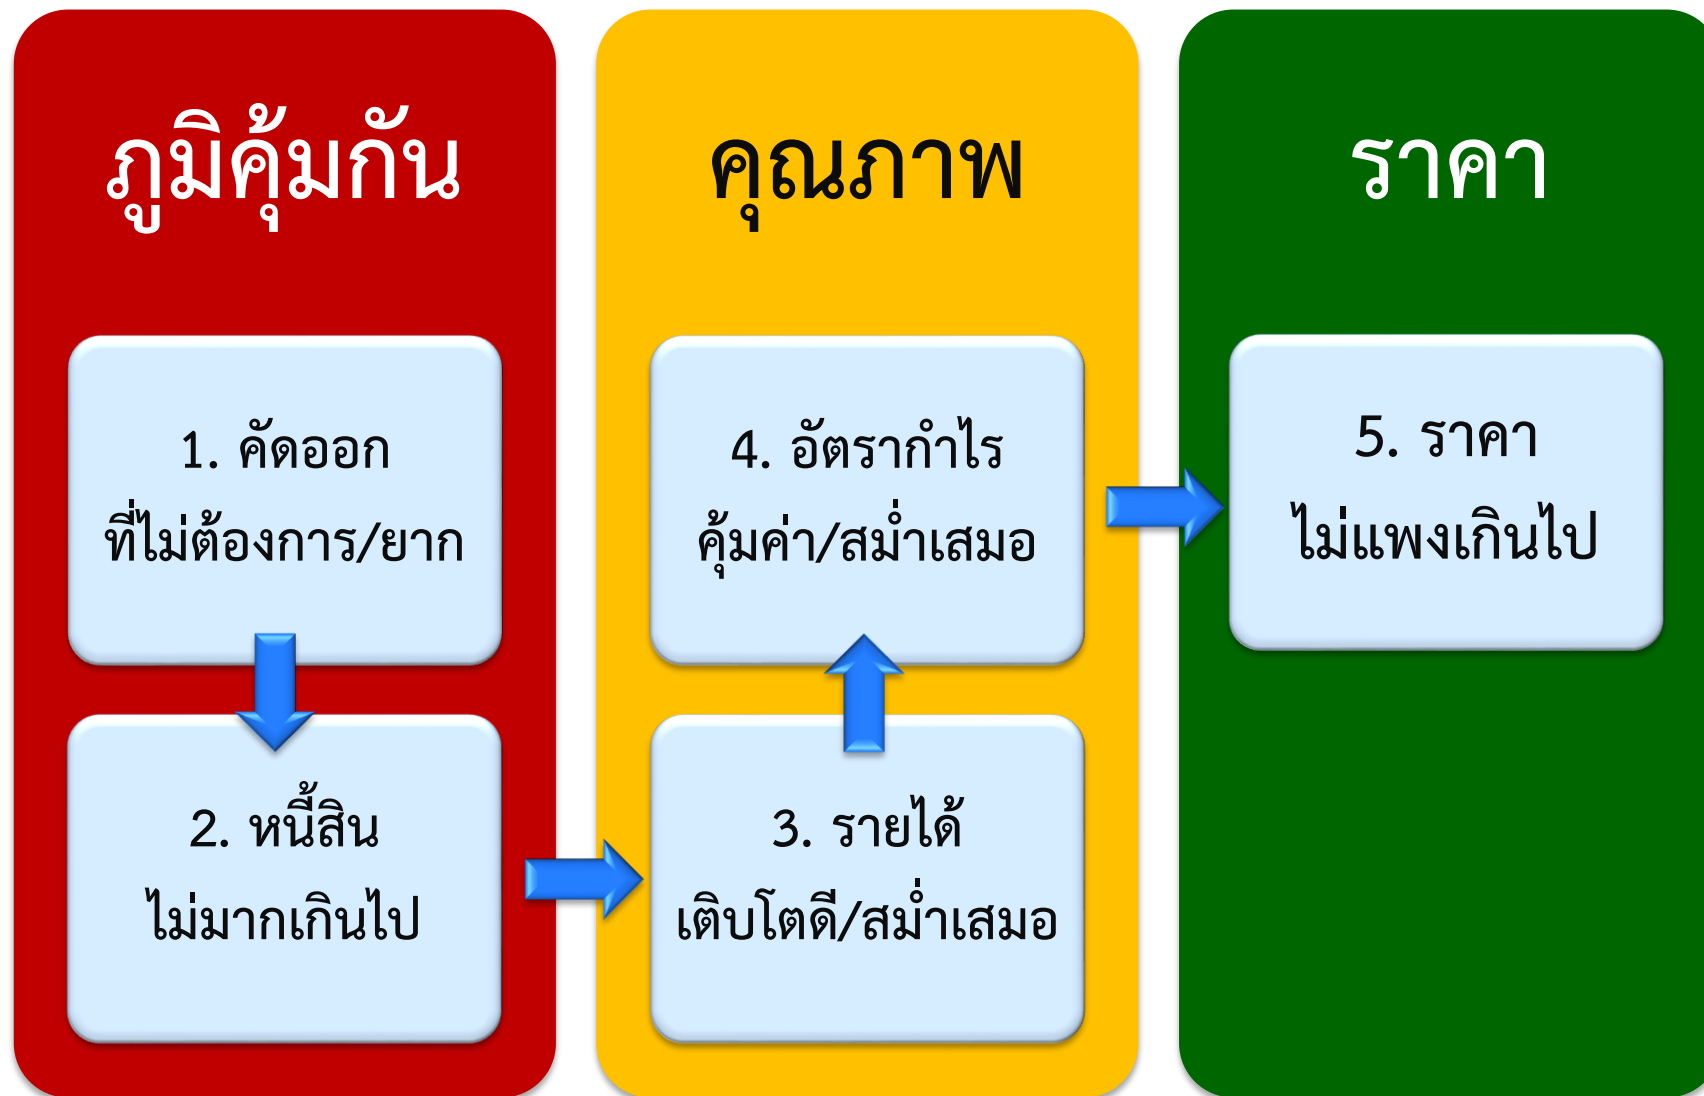 ภูมิคุ้มกัน
1. คัดออก
ที่ไม่ต้องการ/ยาก
2. หนี้สิน
ไม่มากเกินไป
คุณภาพ
4. อัตรากำไร
คุ้มค่า/สม่ำเสมอ
3. รายได้
เติบโตดี/สม่ำเสมอ
ราคา
5. ราคา
ไม่แพงเกินไป